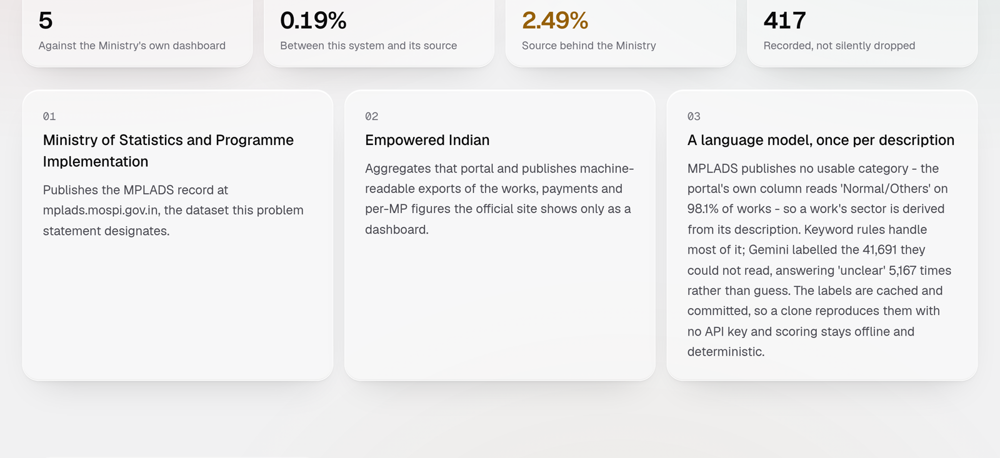 5
Against the Ministry's own dashboard
0.19%
Between this system and its source
2.49%
Source behind the Ministry
417
Recorded, not silently dropped
01
Ministry of Statistics and Programme
Implementation
Publishes the MPLADS record at
mplads.mospi.gov.in, the dataset this problem
statement designates.
02
Empowered Indian
Aggregates that portal and publishes machine-
readable exports of the works, payments and
per-MP figures the official site shows only as a
dashboard.
03
A language model, once per description
MPLADS publishes no usable category - the
portal's own column reads 'Normal/Others' on
98.1% of works - so a work's sector is derived
from its description. Keyword rules handle
most of it; Gemini labelled the 41,691 they
could not read, answering 'unclear' 5,167 times
rather than guess. The labels are cached and
committed, so a clone reproduces them with
no API key and scoring stays offline and
deterministic.